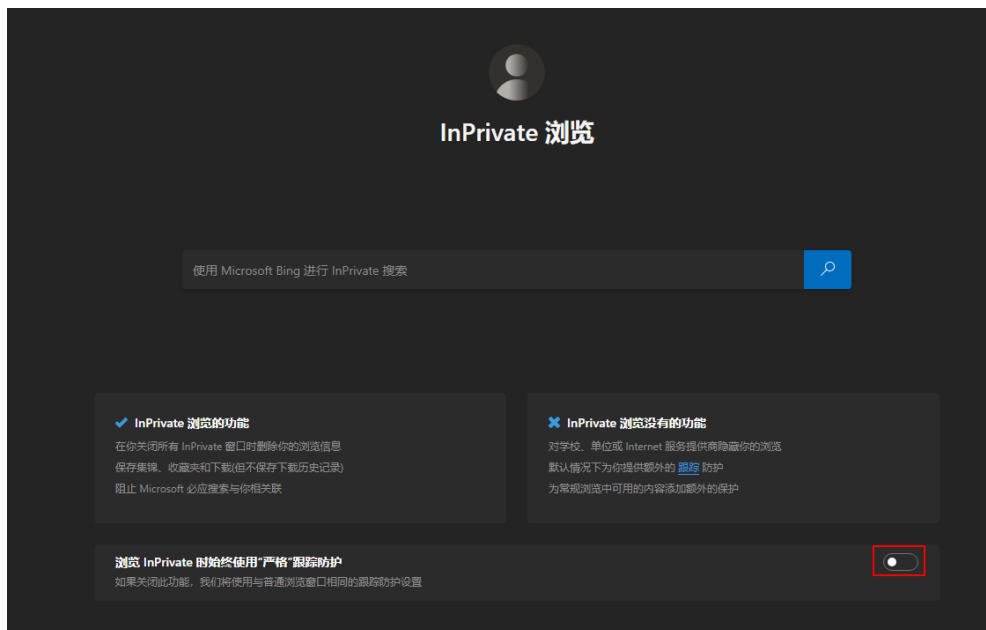 InPrivate 浏览
使用 Microsoft Bing 进行 InPrivate 搜索
InPrivate 浏览的功能
在你关闭所有 InPrivate 窗口时删除你的浏览信息
保存集锦、收藏夹和下载(但不保存下载历史记录)
阻止 Microsoft 必应搜索与你相关联
InPrivate 浏览没有的功能
对学校、单位或 Internet 服务提供商隐藏你的浏览
默认情况下为你提供额外的 跟踪 防护
为常规浏览中可用的内容添加额外的保护
浏览 InPrivate 时始终使用“严格”跟踪防护
如果关闭此功能，我们将使用与普通浏览窗口相同的跟踪防护设置